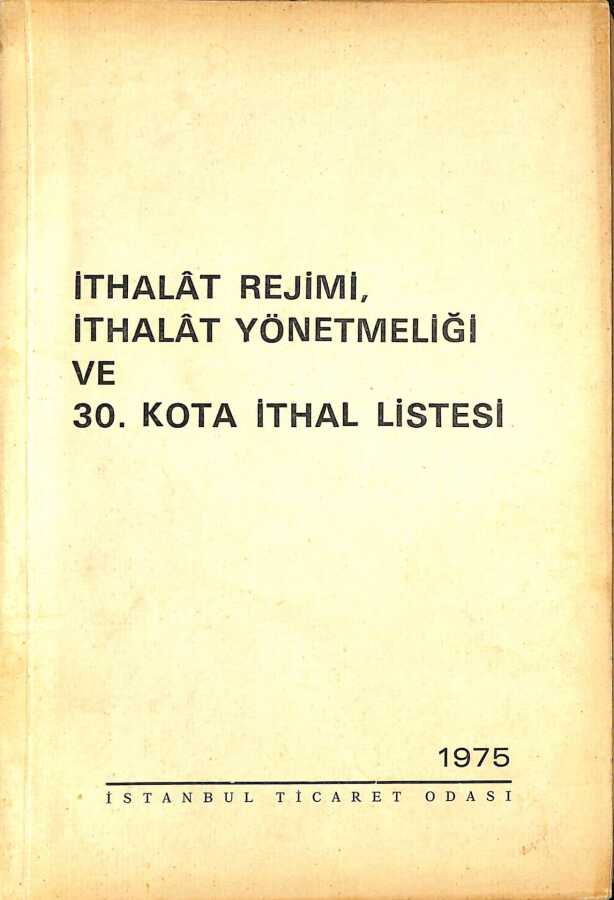 İTHALÂT REJİMİ,
İTHALÂT YÖNETMELİĞİ
VE
30. KOTA İTHAL LİSTESİ
1975
İSTANBUL TİCARET ODASI